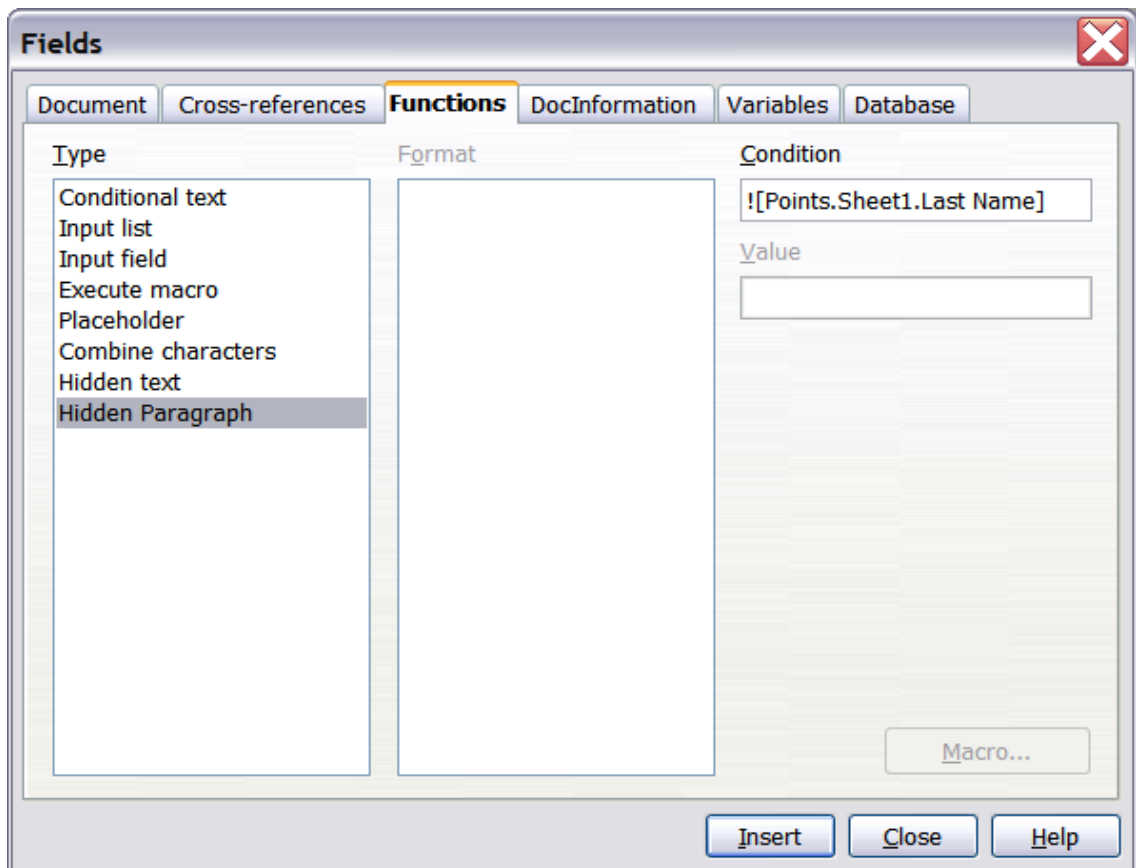 Fields
Document Cross-references Functions DocInformation Variables Database
Type
Conditional text
Input list
Input field
Execute macro
Placeholder
Combine characters
Hidden text
Hidden Paragraph
Format
Condition
![Points.Sheet1.Last Name]
Value
Macro...
Insert Close Help